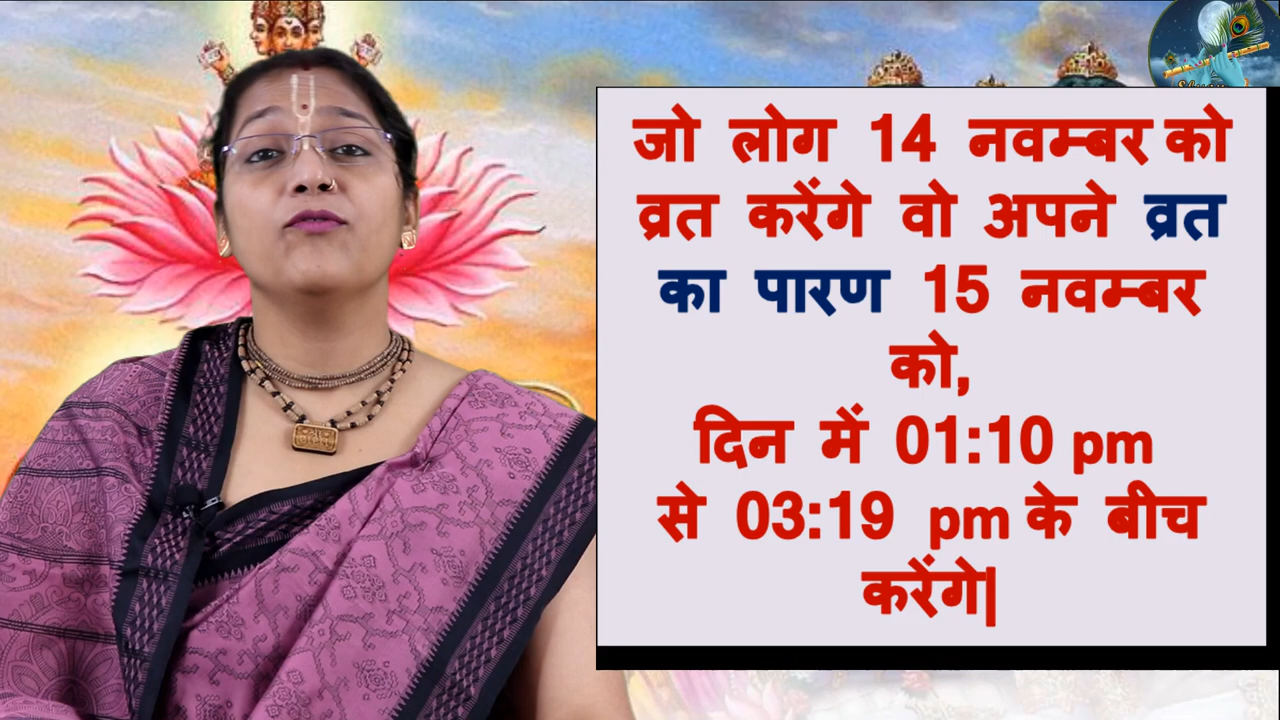 जो लोग 14 नवम्बर को
व्रत करेंगे वो अपने व्रत
का पारण 15 नवम्बर
को,
दिन में 01:10 pm
से 03:19 pm के बीच
करेंगे|